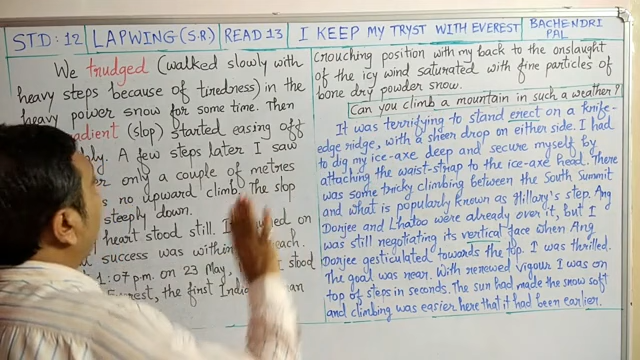 STD: 12
LAPWING (S.R)
READ 13
I KEEP MY TRYST WITH EVEREST
BACHENDRI
PAL
We trudged (walked slowly with
heavy steps because of tiredness) in the
heavy power snow for some time. Then
(slop) started easing off
A few steps later I saw
only a couple of metres
no upward climb. The slop
steeply down.
heart stood still. It on
success was within
1:07 p.m. on 23 May, I stood
the first
crouching position with my back to the onslaught
of the icy wind saturated with fine particles of
bone dry powder snow.
Can you climb a mountain in such a weather?
It was terrifying to stand erect on a knife-
edge ridge, with a sheer drop on either side. I had
to dig my ice-axe deep and secure myself by
attaching the waist-strap to the ice-axe head. There
was some tricky climbing between the South Summit
and what is popularly known as Hillary's step. Ang
Dorjee and Lhatoo were already over it, but I
was still negotiating its vertical face when Ang
Dorjee gesticulated towards the top. I was thrilled.
The goal was near. With renewed vigour I was on
top of steps in seconds. The sun had made the snow soft
and climbing was easier here that it had been earlier.